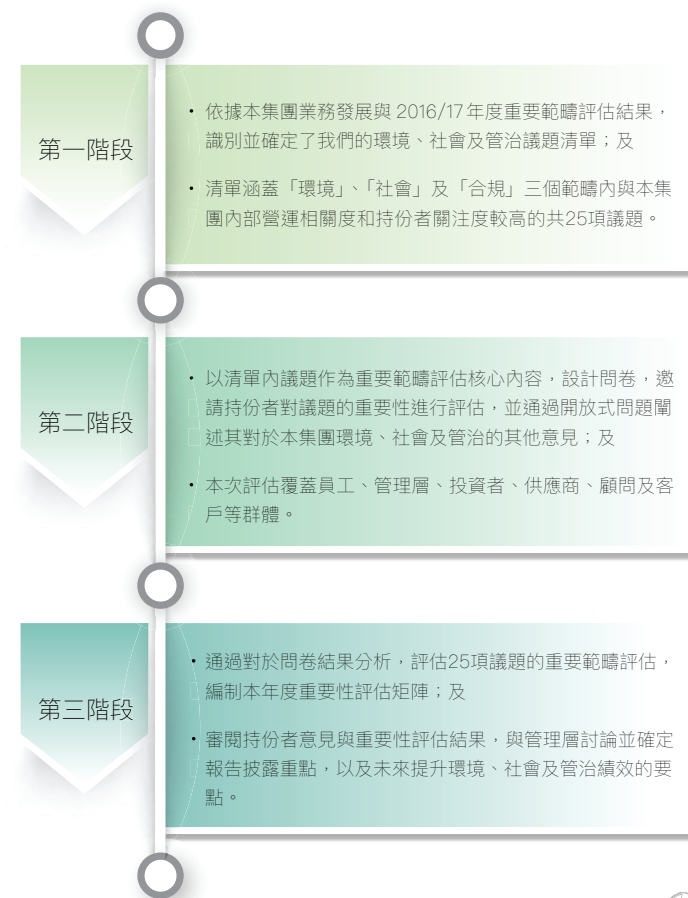 第一階段
• 依據本集團業務發展與 2016/17年度重要範疇評估結果，
識別並確定了我們的環境、社會及管治議題清單；及
• 清單涵蓋「環境」、「社會」及「合規」三個範疇內與本集
團內部營運相關度和持份者關注度較高的共25項議題。
第二階段
• 以清單內議題作為重要範疇評估核心內容，設計問卷，邀
請持份者對議題的重要性進行評估，並通過開放式問題闡
述其對於本集團環境、社會及管治的其他意見；及
• 本次評估覆蓋員工、管理層、投資者、供應商、顧問及客
戶等群體。
第三階段
• 通過對於問卷結果分析，評估25項議題的重要範疇評估，
編制本年度重要性評估矩陣；及
• 審閱持份者意見與重要性評估結果，與管理層討論並確定
報告披露重點，以及未來提升環境、社會及管治績效的要
點。